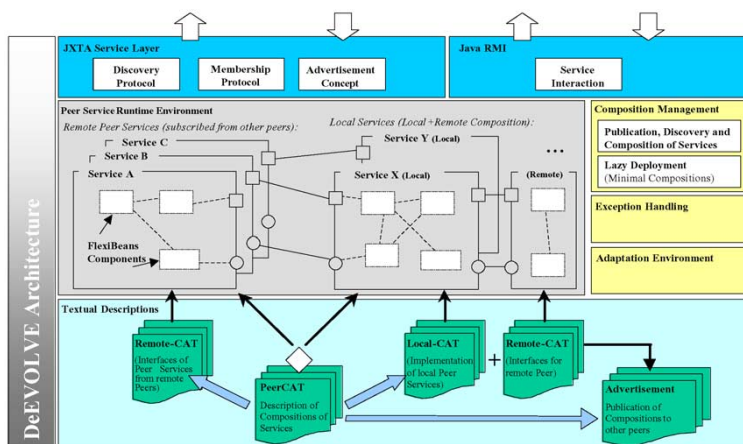 DeEVOLVE Architecture
JXTA Service Layer
Discovery
Protocol
Membership
Protocol
Advertisement
Concept
Java RMI
Service
Interaction
Peer Service Runtime Environment
Remote Peer Services (subscribed from other peers):
Service C
Service B
Service A
FlexiBeans
Components
Local Services (Local +Remote Composition):
Service Y (Local)
Service X (Local)
...
(Remote)
Composition Management
Publication, Discovery and
Composition of Services
Lazy Deployment
(Minimal Compositions)
Exception Handling
Adaptation Environment
Textual Descriptions
Remote-CAT
(Interfaces of
Peer Services
from remote
Peers)
PeerCAT
Description of
Compositions of
Services
Local-CAT
(Implementation
of local Peer
Services)
+
Remote-CAT
(Interfaces for
remote Peer)
Advertisement
Publication of
Compositions to
other peers